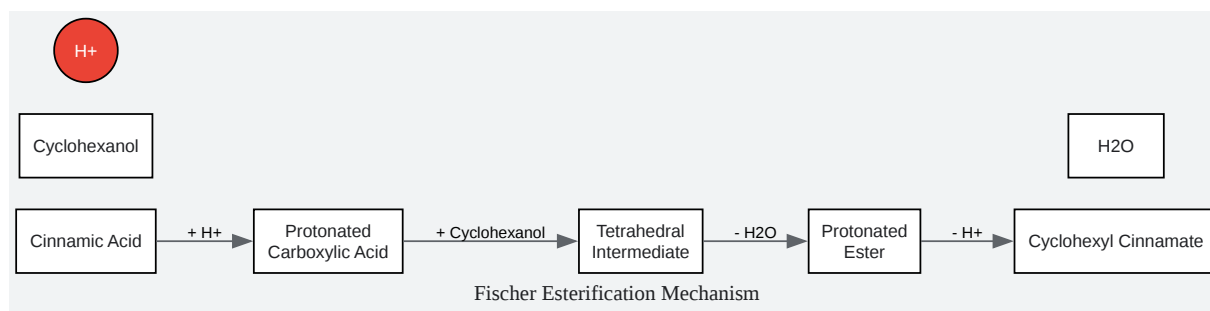 H+
Cyclohexanol
H2O
Cinnamic Acid
+ H+
Protonated
Carboxylic Acid
+ Cyclohexanol
Tetrahedral
Intermediate
- H2O
Protonated
Ester
- H+
Cyclohexyl Cinnamate
Fischer Esterification Mechanism